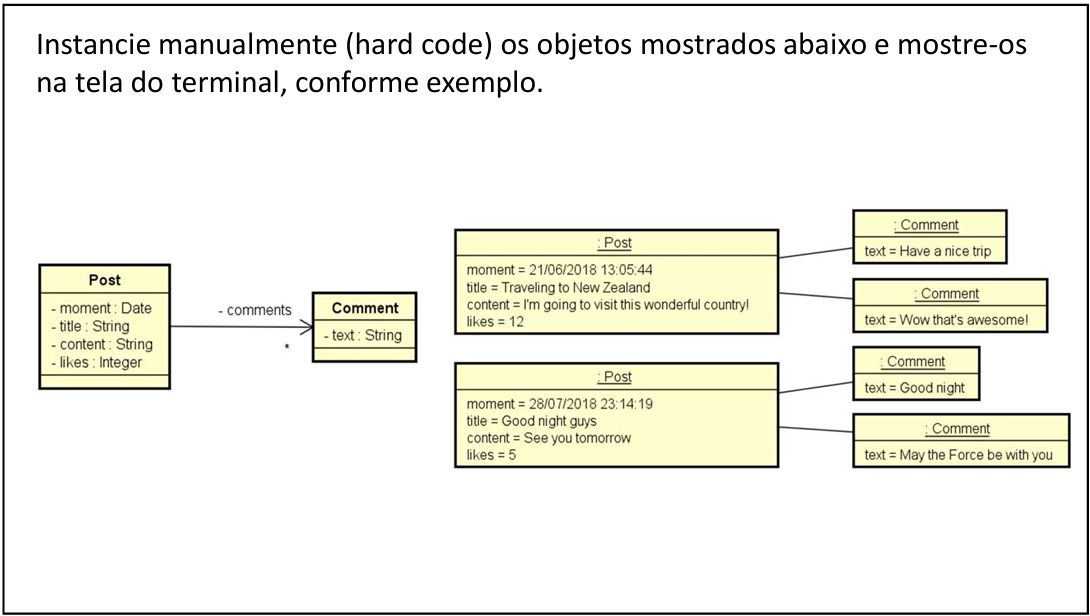 Instancie manualmente (hard code) os objetos mostrados abaixo e mostre-os
na tela do terminal, conforme exemplo.
Post
- moment : Date
- title : String
- content : String
- likes : Integer
- comments
*
Comment
- text : String
: Post
moment = 21/06/2018 13:05:44
title = Traveling to New Zealand
content = I'm going to visit this wonderful country!
likes = 12
: Comment
text = Have a nice trip
: Comment
text = Wow that's awesome!
: Post
moment = 28/07/2018 23:14:19
title = Good night guys
content = See you tomorrow
likes = 5
: Comment
text = Good night
: Comment
text = May the Force be with you